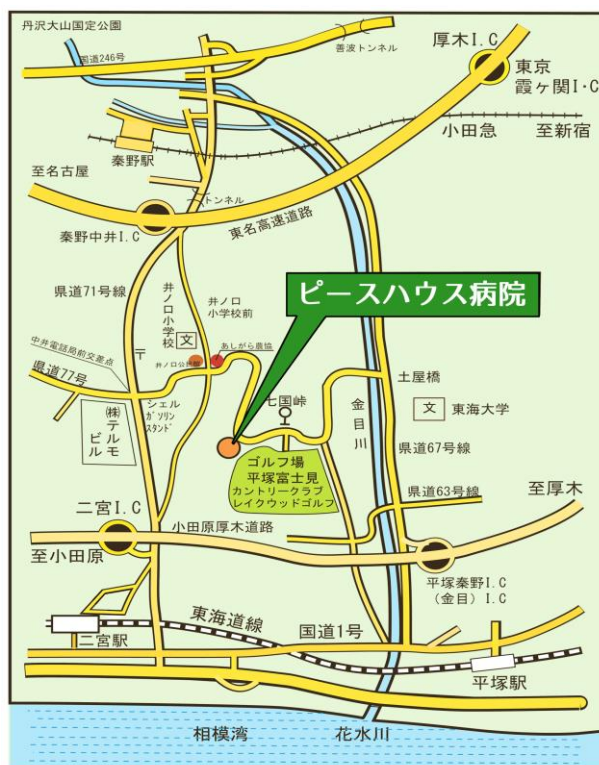 丹沢大山国定公園
国道246号
善波トンネル
厚木I.C
東京
霞ヶ関I・C
秦野駅
小田急
至新宿
至名古屋
トンネル
秦野中井I.C
東名高速道路
県道71号線
井ノ口
小学校
井ノ口
小学校前
ピースハウス病院
文
中井電話局前交差点
〒
井ノ口公民館
あしがら農協
県道77号
シェル
ガソリン
スタンド
七国峠
金目川
土屋橋
文
東海大学
㈱テルモ
ビル
県道67号線
ゴルフ場
平塚富士見
カントリークラブ
レイクウッドゴルフ
県道63号線
至厚木
二宮I.C
小田原厚木道路
至小田原
平塚秦野I.C
(金目)I.C
東海道線
国道1号
二宮駅
平塚駅
相模湾
花水川